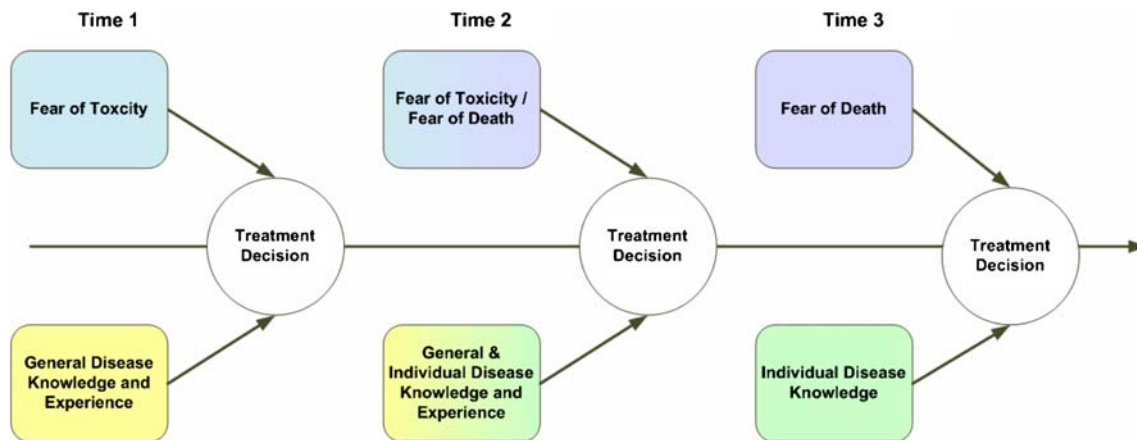 Time 1
Time 2
Time 3
Fear of Toxcity
Fear of Toxicity /
Fear of Death
Fear of Death
Treatment
Decision
Treatment
Decision
Treatment
Decision
General Disease
Knowledge and
Experience
General &
Individual Disease
Knowledge and
Experience
Individual Disease
Knowledge